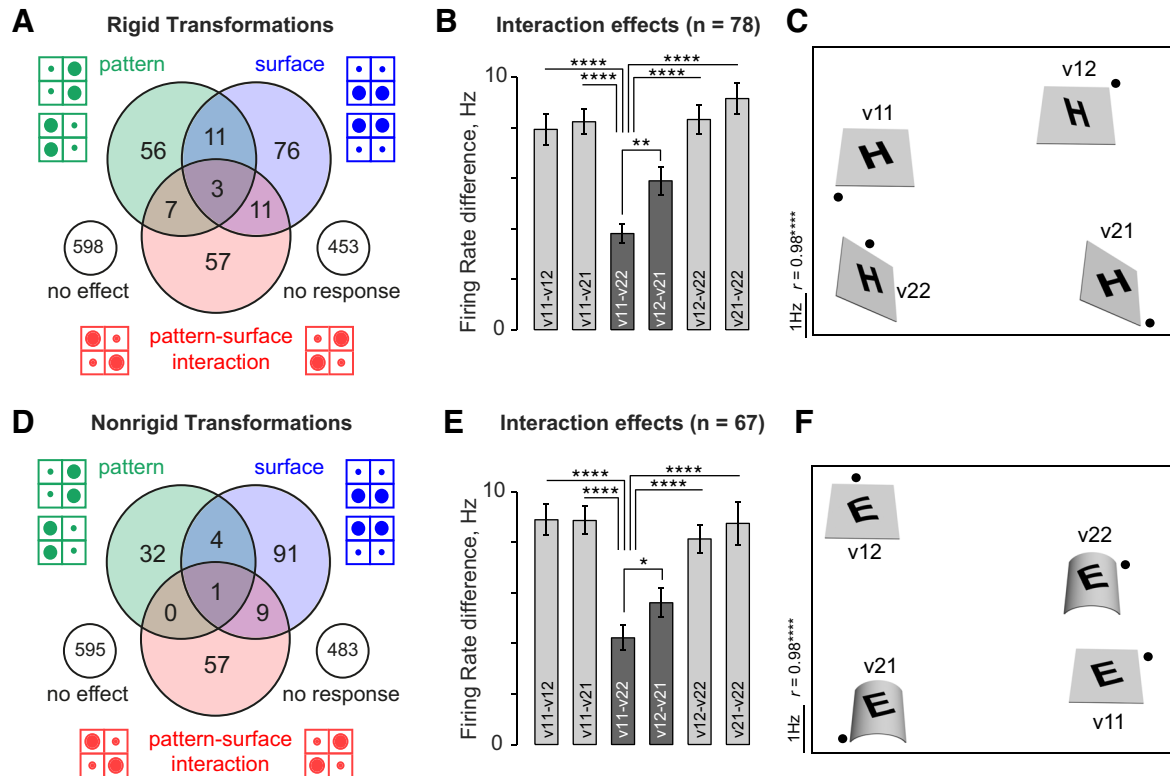 A
Rigid Transformations
pattern
surface
56
11
76
3
7
11
57
598
no effect
453
no response
pattern-surface
interaction
B
Interaction effects (n = 78)
Firing Rate difference, Hz
10
0
****
****
****
****
**
v11-v12
v11-v21
v11-v22
v12-v21
v12-v22
v21-v22
C
v12
v11
v21
v22
H
H
H
H
1Hz r = 0.98****
D
Nonrigid Transformations
pattern
surface
32
4
91
1
0
9
57
595
no effect
483
no response
pattern-surface
interaction
E
Interaction effects (n = 67)
Firing Rate difference, Hz
10
0
****
****
****
****
*
v11-v12
v11-v21
v11-v22
v12-v21
v12-v22
v21-v22
F
E
v12
v22
E
v21
E
E
v11
1Hz r = 0.98****